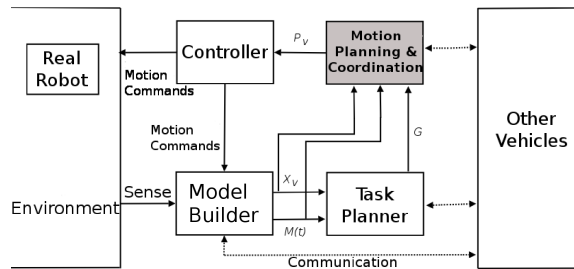 Real
Robot
Controller
P_v
Motion
Planning &
Coordination
Motion
Commands
Motion
Commands
G
Other
Vehicles
Environment
Sense
Model
Builder
X_v
M(t)
Task
Planner
Communication